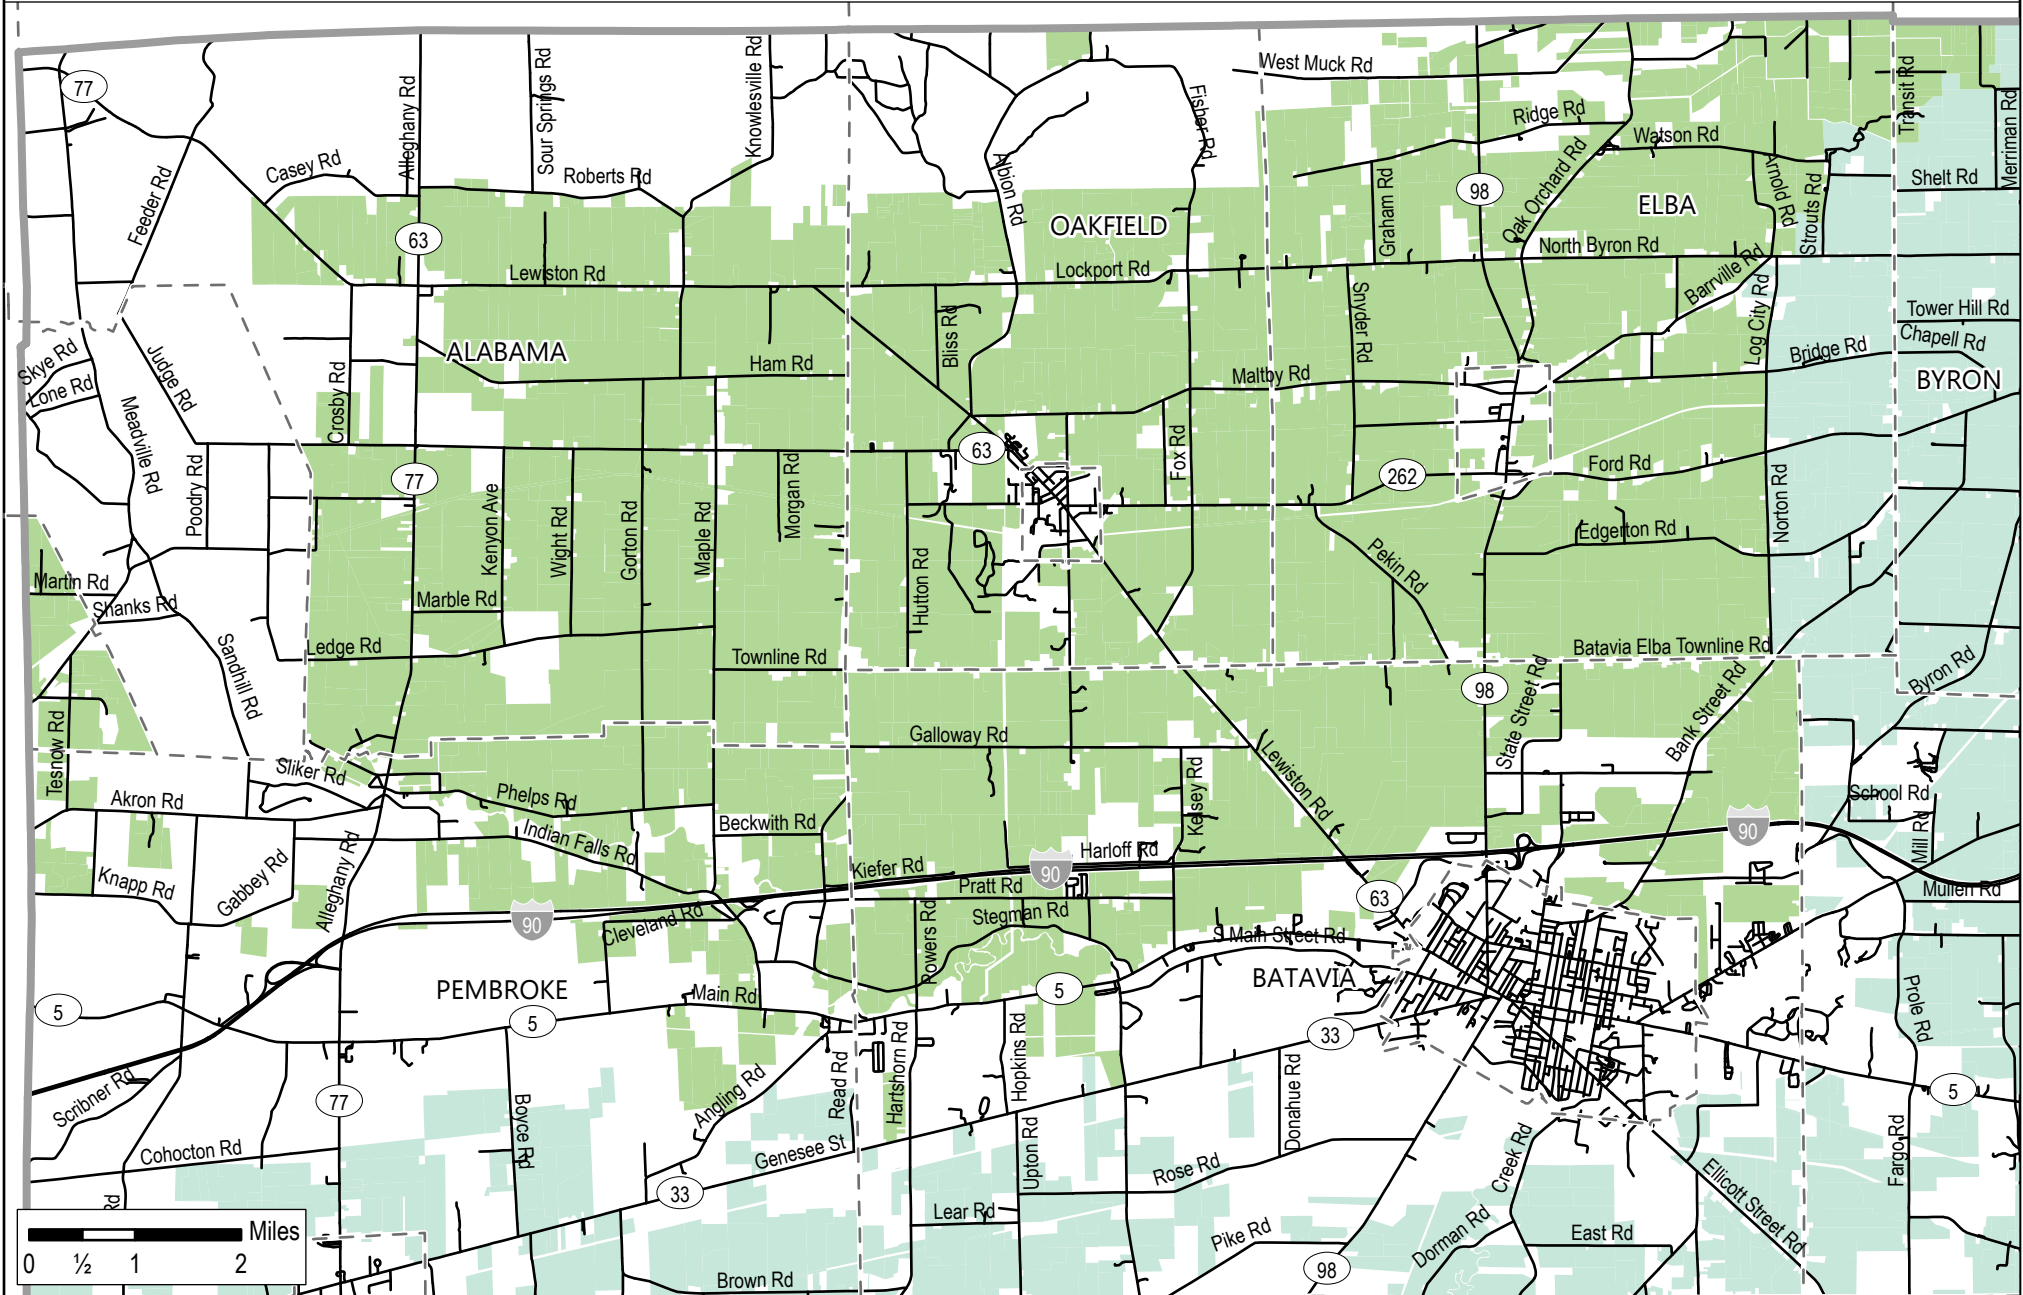 West Muck Rd
77
Alleghany Rd
Sour Springs Rd
Knowlesville Rd
Fisher Rd
Ridge Rd
Transit Rd
Merriman Rd
Watson Rd
Casey Rd
Roberts Rd
Albion Rd
Graham Rd
98
Oak Orchard Rd
ELBA
Arnold Rd
Strouts Rd
Shelt Rd
Feeder Rd
63
OAKFIELD
North Byron Rd
Lewiston Rd
Lockport Rd
Snyder Rd
Barrville Rd
Log City Rd
Tower Hill Rd
Chapell Rd
Skye Rd
Lone Rd
Judge Rd
ALABAMA
Bliss Rd
Ham Rd
Maltby Rd
Bridge Rd
BYRON
Crosby Rd
Meadville Rd
Poodry Rd
77
Kenyon Ave
Wight Rd
Gorton Rd
Maple Rd
Morgan Rd
63
Fox Rd
262
Ford Rd
Norton Rd
Edgerton Rd
Pekin Rd
Hutton Rd
Martin Rd
Shanks Rd
Marble Rd
Sandhill Rd
Ledge Rd
Townline Rd
Batavia Elba Townline Rd
Byron Rd
98
State Street Rd
Bank Street Rd
Tesnow Rd
Galloway Rd
Lewiston Rd
Kelsey Rd
Sliker Rd
Akron Rd
Phelps Rd
Indian Falls Rd
Beckwith Rd
School Rd
Mill Rd
90
Harloff Rd
Kiefer Rd
90
Pratt Rd
Mullen Rd
Knapp Rd
Gabbey Rd
Alleghany Rd
90
Cleveland Rd
Powers Rd
Stegman Rd
63
S Main Street Rd
BATAVIA
PEMBROKE
Main Rd
5
5
5
33
Prole Rd
Scribner Rd
77
Boyce Rd
Angling Rd
Read Rd
Hartshorn Rd
Hopkins Rd
Donahue Rd
5
Cohocton Rd
Genesee St
33
Upton Rd
Rose Rd
Creek Rd
Fargo Rd
Ellicott Street Rd
Rd
Lear Rd
Pike Rd
Dorman Rd
East Rd
Brown Rd
98
Miles
0 ½ 1 2